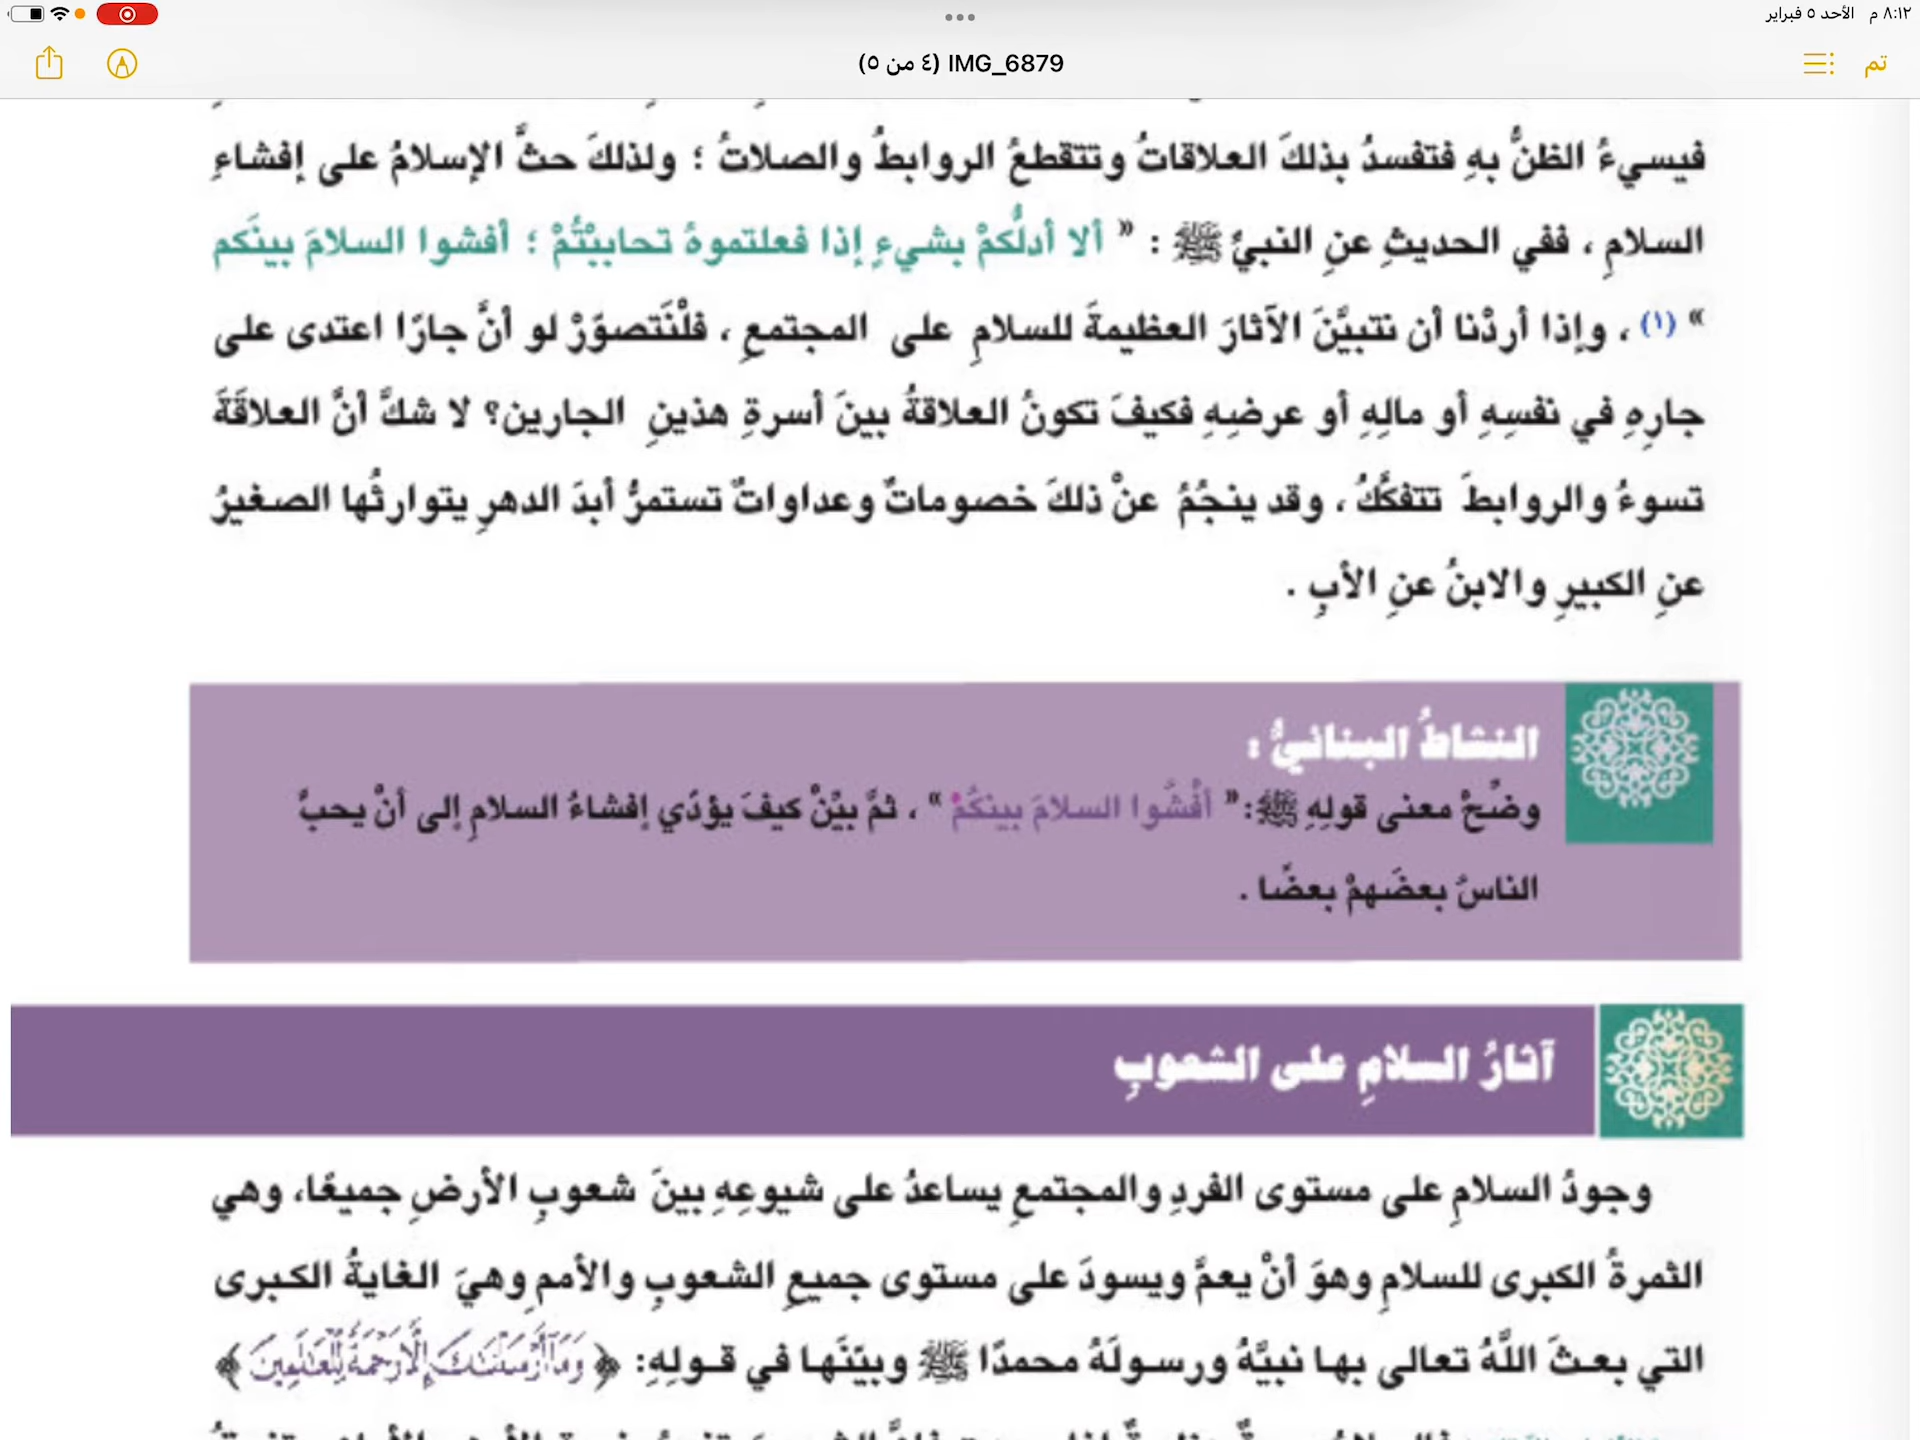 ٨:١٢ م الأحد ٥ فبراير
تم
IMG_6879 (٤ من ٥)
فيسيءُ الظنَّ بهِ فتفسدُ بذلكَ العلاقاتُ وتتقطعُ الروابطُ والصلاتُ ؛ ولذلكَ حثَّ الإسلامُ على إفشاءِ
السلامِ ، ففي الحديثِ عنِ النبيِّ ﷺ : « ألا أدلُّكمْ بشيءٍ إذا فعلتموهُ تحاببْتُمْ ؛ أفشوا السلامَ بينَكم
» (١) ، وإذا أردْنا أن نتبيَّنَ الآثارَ العظيمةَ للسلامِ على المجتمعِ ، فلْنَتصوّرْ لو أنَّ جارًا اعتدى على
جارِهِ في نفسِهِ أو مالِهِ أو عرضِهِ فكيفَ تكونُ العلاقةُ بينَ أسرةِ هذينِ الجارين؟ لا شكَّ أنَّ العلاقَةَ
تسوءُ والروابطَ تتفكَّكُ ، وقد ينجُمُ عنْ ذلكَ خصوماتٌ وعداواتٌ تستمرُّ أبدَ الدهرِ يتوارثُها الصغيرُ
عنِ الكبيرِ والابنُ عنِ الأبِ .
النشاطُ البنائيُّ :
وضِّحْ معنى قولِهِ ﷺ: « أفْشُوا السلامَ بينكُمْ » ، ثمَّ بيِّنْ كيفَ يؤدّي إفشاءُ السلامِ إلى أنْ يحبَّ
الناسُ بعضَهمْ بعضًا .
آثارُ السلامِ على الشعوبِ
وجودُ السلامِ على مستوى الفردِ والمجتمعِ يساعدُ على شيوعِهِ بينَ شعوبِ الأرضِ جميعًا، وهي
الثمرةُ الكبرى للسلامِ وهوَ أنْ يعمَّ ويسودَ على مستوى جميعِ الشعوبِ والأممِ وهيَ الغايةُ الكبرى
التي بعثَ اللَّهُ تعالى بها نبيَّهُ ورسولَهُ محمدًا ﷺ وبيّنَها في قولِهِ: ﴿ وَمَآ أَرْسَلْنَٰكَ إِلَّا رَحْمَةً لِّلْعَٰلَمِينَ ﴾